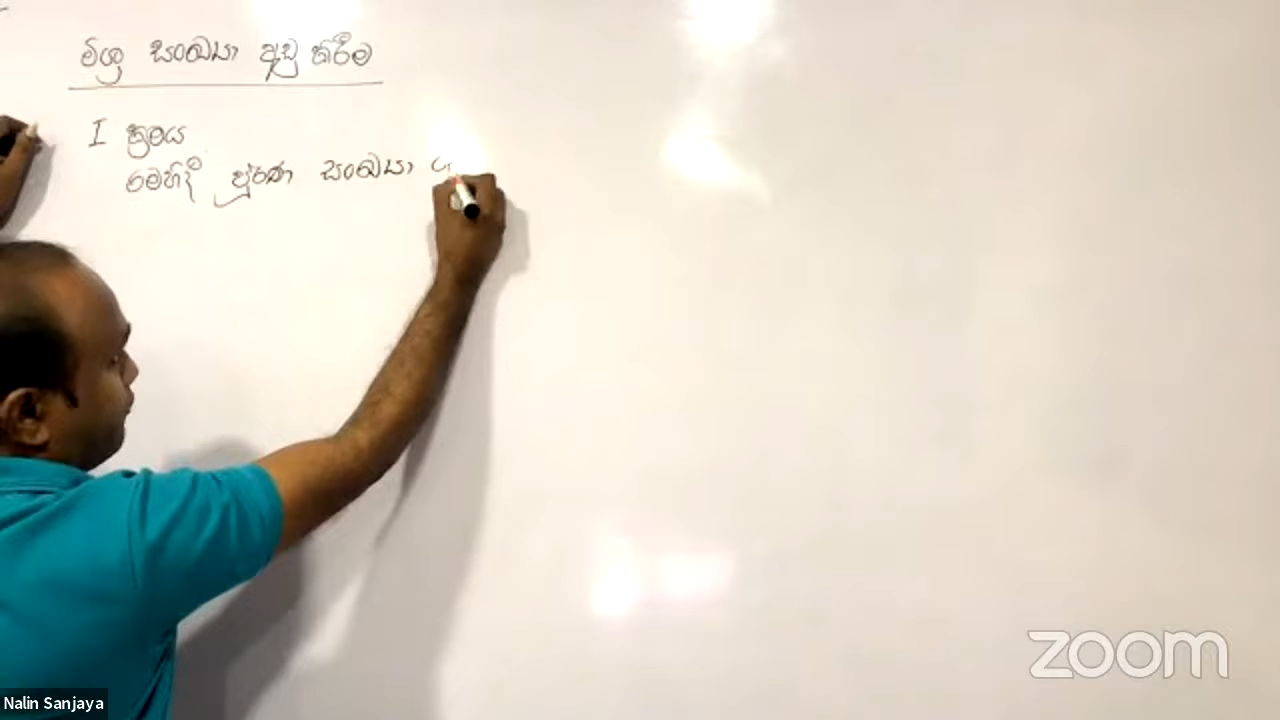 මිශ්‍ර සංඛ්‍යා අඩු කිරීම
I ක්‍රමය
මෙහිදී පූර්ණ සංඛ්‍යා
Nalin Sanjaya
zoom